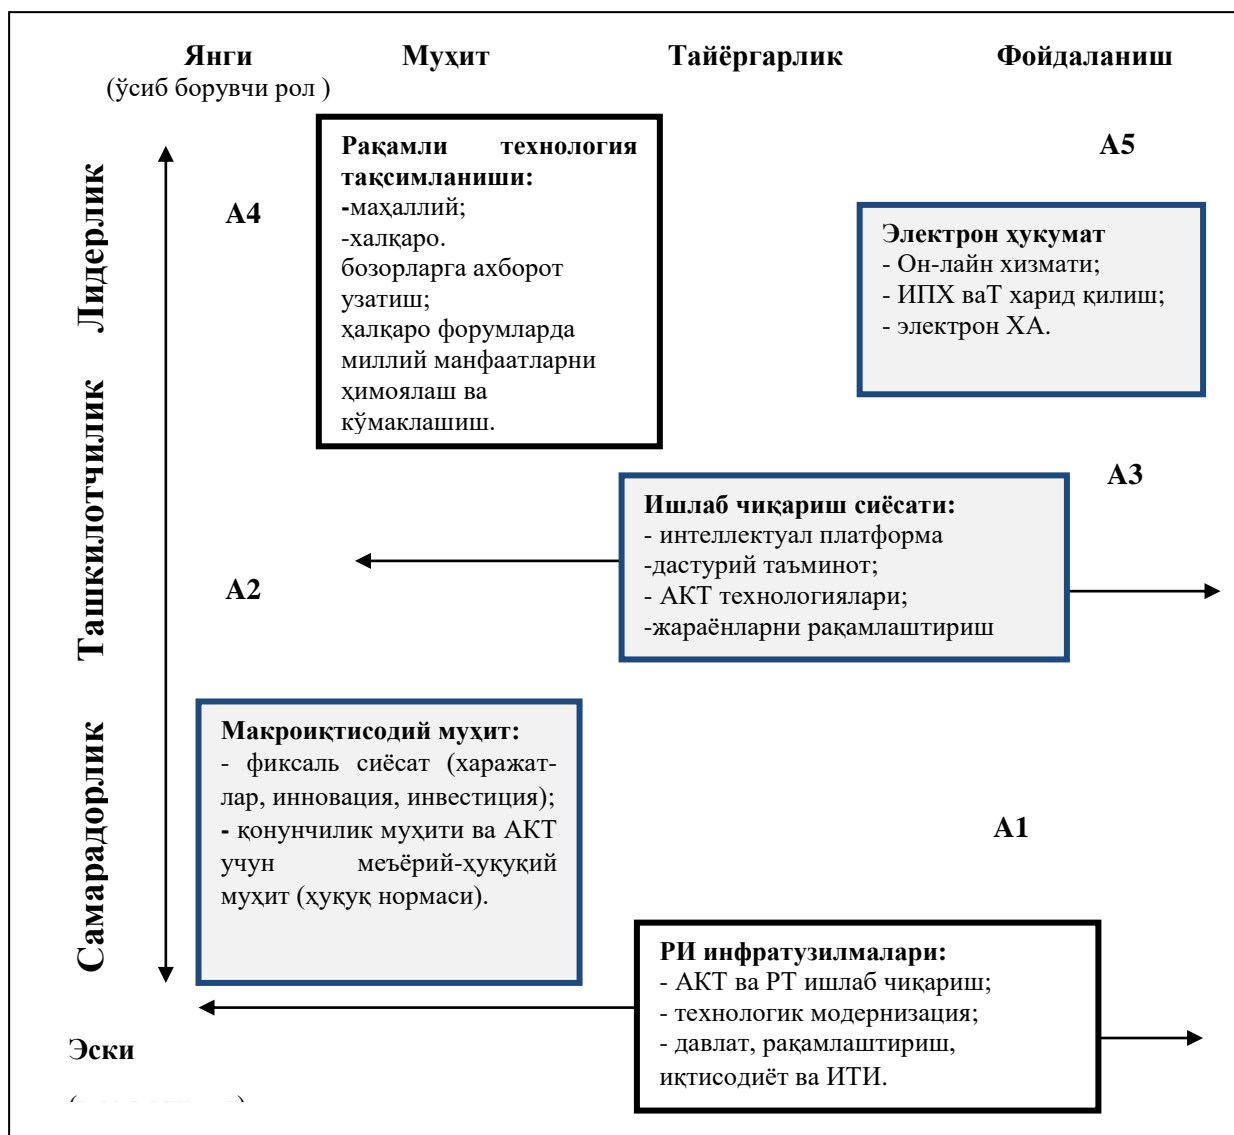 Янги Муҳит Тайёргарлик Фойдаланиш
(ўсиб борувчи рол )
Рақамли технология
тақсимланиши:
-маҳаллий;
-халқаро.
бозорларга ахборот
узатиш;
ҳалқаро форумларда
миллий манфаатларни
ҳимоялаш ва
кўмаклашиш.
А5
Лидерлик
А4
Электрон ҳукумат
- Он-лайн хизмати;
- ИПХ ваТ харид қилиш;
- электрон ХА.
Ташкилотчилик
А3
Ишлаб чиқариш сиёсати:
- интеллектуал платформа
-дастурий таъминот;
- АКТ технологиялари;
-жараёнларни рақамлаштириш
А2
Самарадорлик
Макроиқтисодий муҳит:
- фиксаль сиёсат (харажат-
лар, инновация, инвестиция);
- қонунчилик муҳити ва АКТ
учун меъёрий-ҳуқуқий
муҳит (ҳуқуқ нормаси).
А1
РИ инфратузилмалари:
- АКТ ва РТ ишлаб чиқариш;
- технологик модернизация;
- давлат, рақамлаштириш,
иқтисодиёт ва ИТИ.
Эски